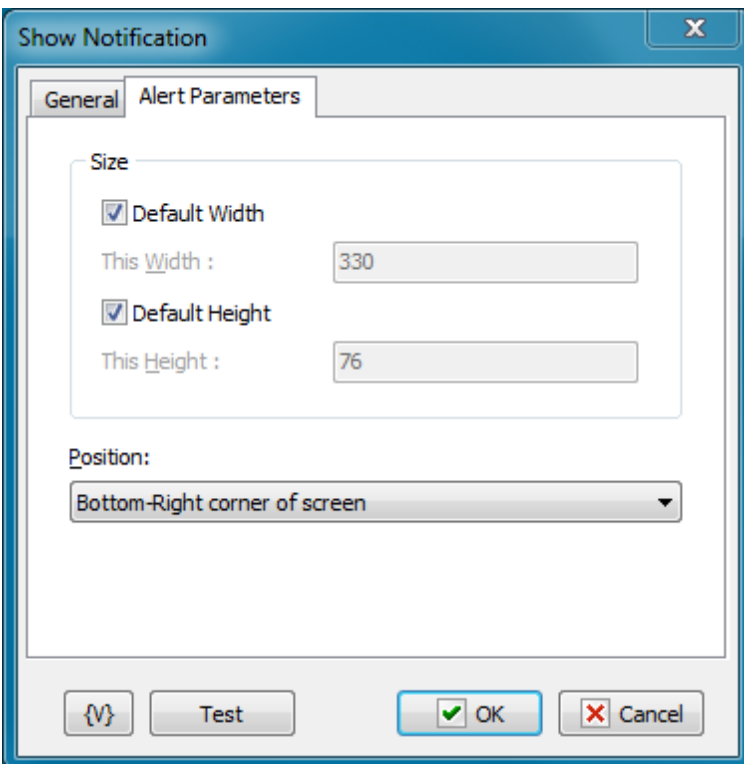 Show Notification
General Alert Parameters
Size
Default Width
This Width : 330
Default Height
This Height : 76
Position:
Bottom-Right corner of screen
{V} Test OK Cancel